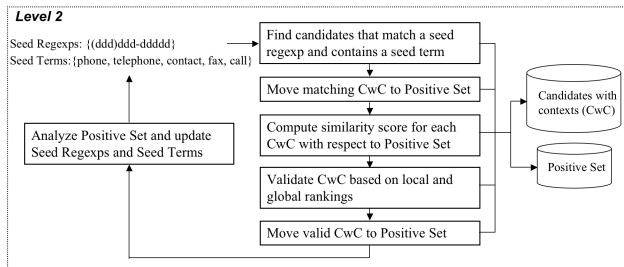 Level 2
Seed Regexps: {(ddd)ddd-ddddd}
Seed Terms:{phone, telephone, contact, fax, call}
Find candidates that match a seed
regexp and contains a seed term
Move matching CwC to Positive Set
Compute similarity score for each
CwC with respect to Positive Set
Validate CwC based on local and
global rankings
Move valid CwC to Positive Set
Analyze Positive Set and update
Seed Regexps and Seed Terms
Candidates with
contexts (CwC)
Positive Set